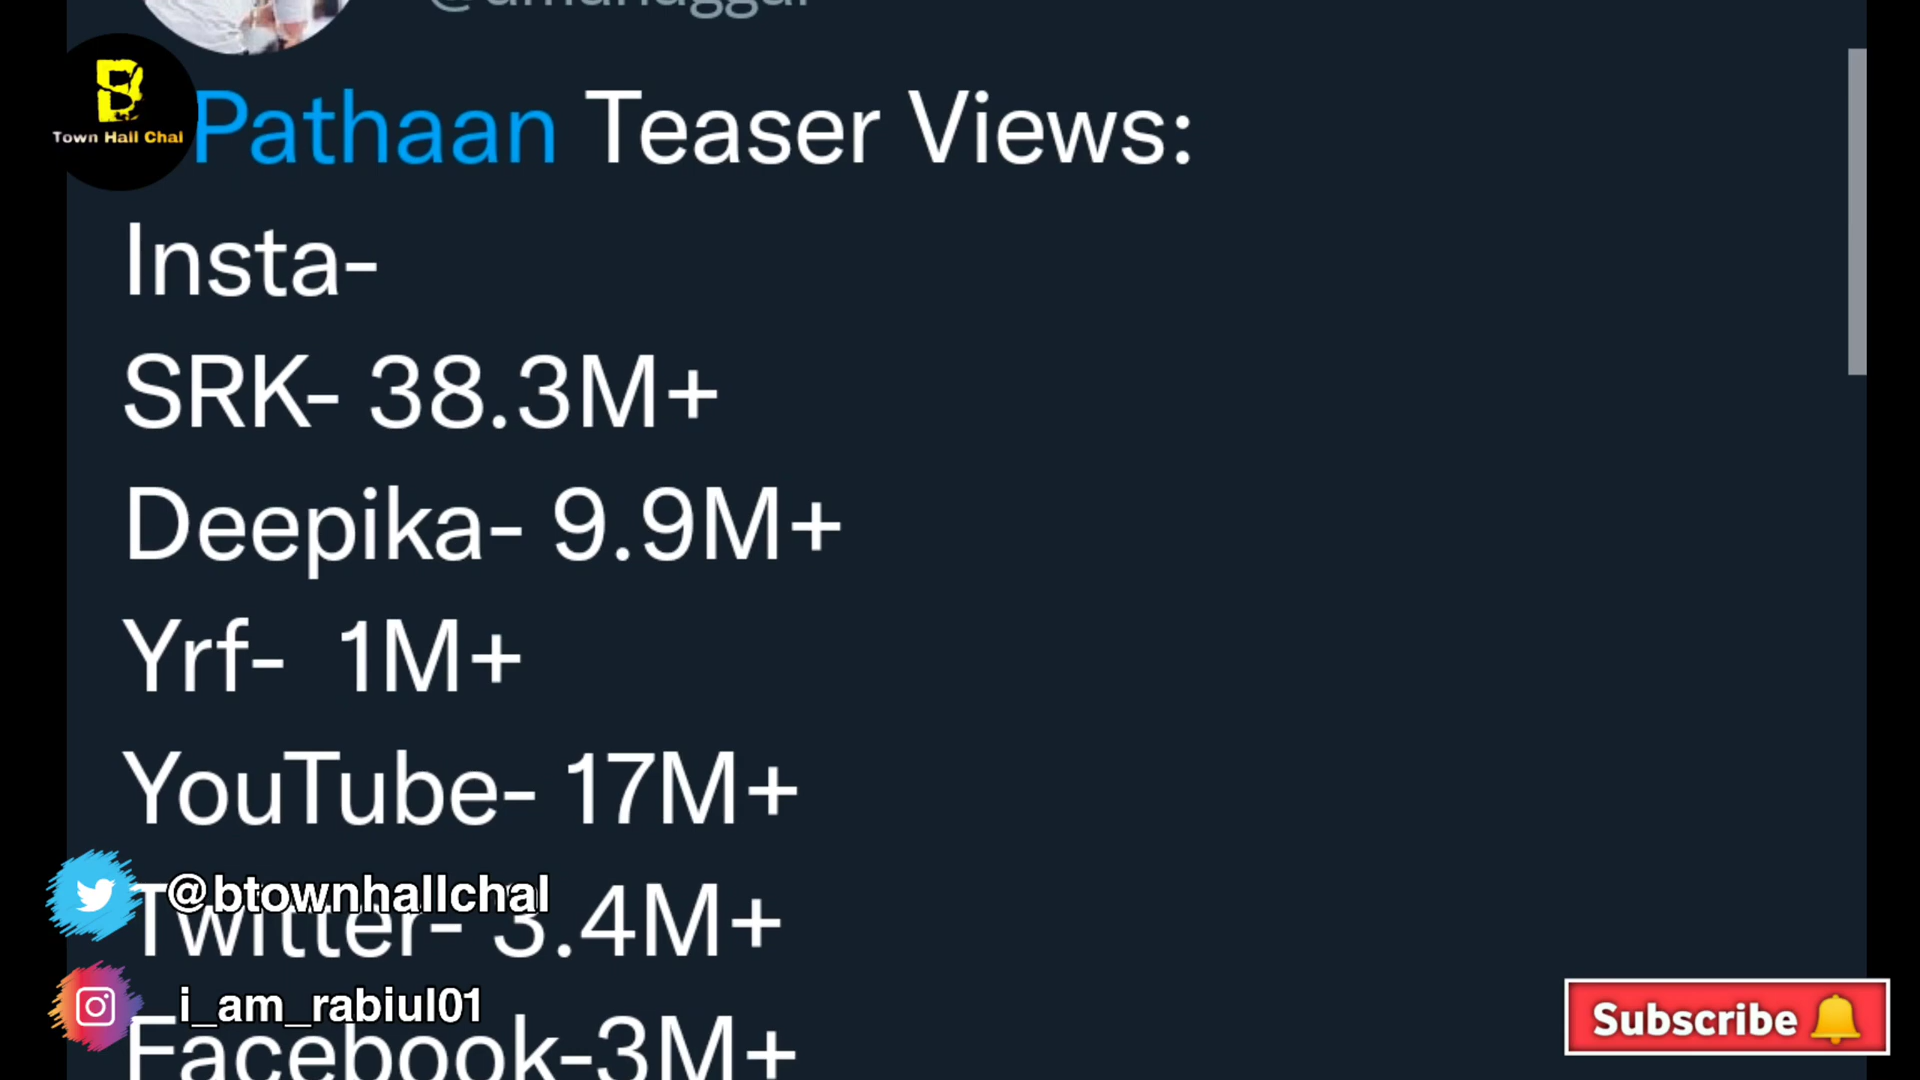 Pathaan Teaser Views:
Town Hall Chal
Insta-
SRK- 38.3M+
Deepika- 9.9M+
Yrf- 1M+
YouTube- 17M+
@btownhallchal
Twitter- 3.4M+
i_am_rabiul01
Facebook-3M+
Subscribe